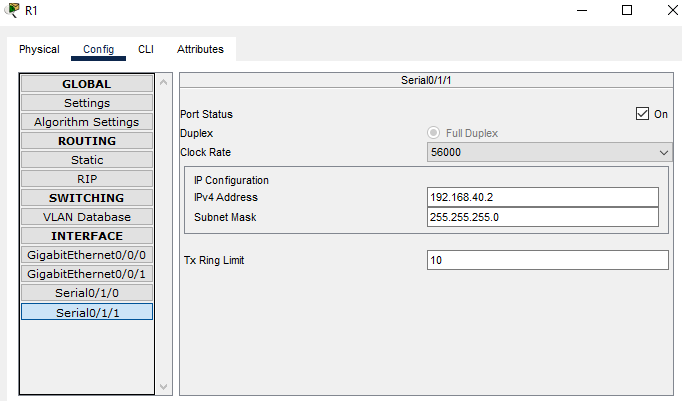 R1
Physical Config CLI Attributes
GLOBAL
Settings
Algorithm Settings
ROUTING
Static
RIP
SWITCHING
VLAN Database
INTERFACE
GigabitEthernet0/0/0
GigabitEthernet0/0/1
Serial0/1/0
Serial0/1/1
Serial0/1/1
Port Status On
Duplex Full Duplex
Clock Rate 56000
IP Configuration
IPv4 Address 192.168.40.2
Subnet Mask 255.255.255.0
Tx Ring Limit 10